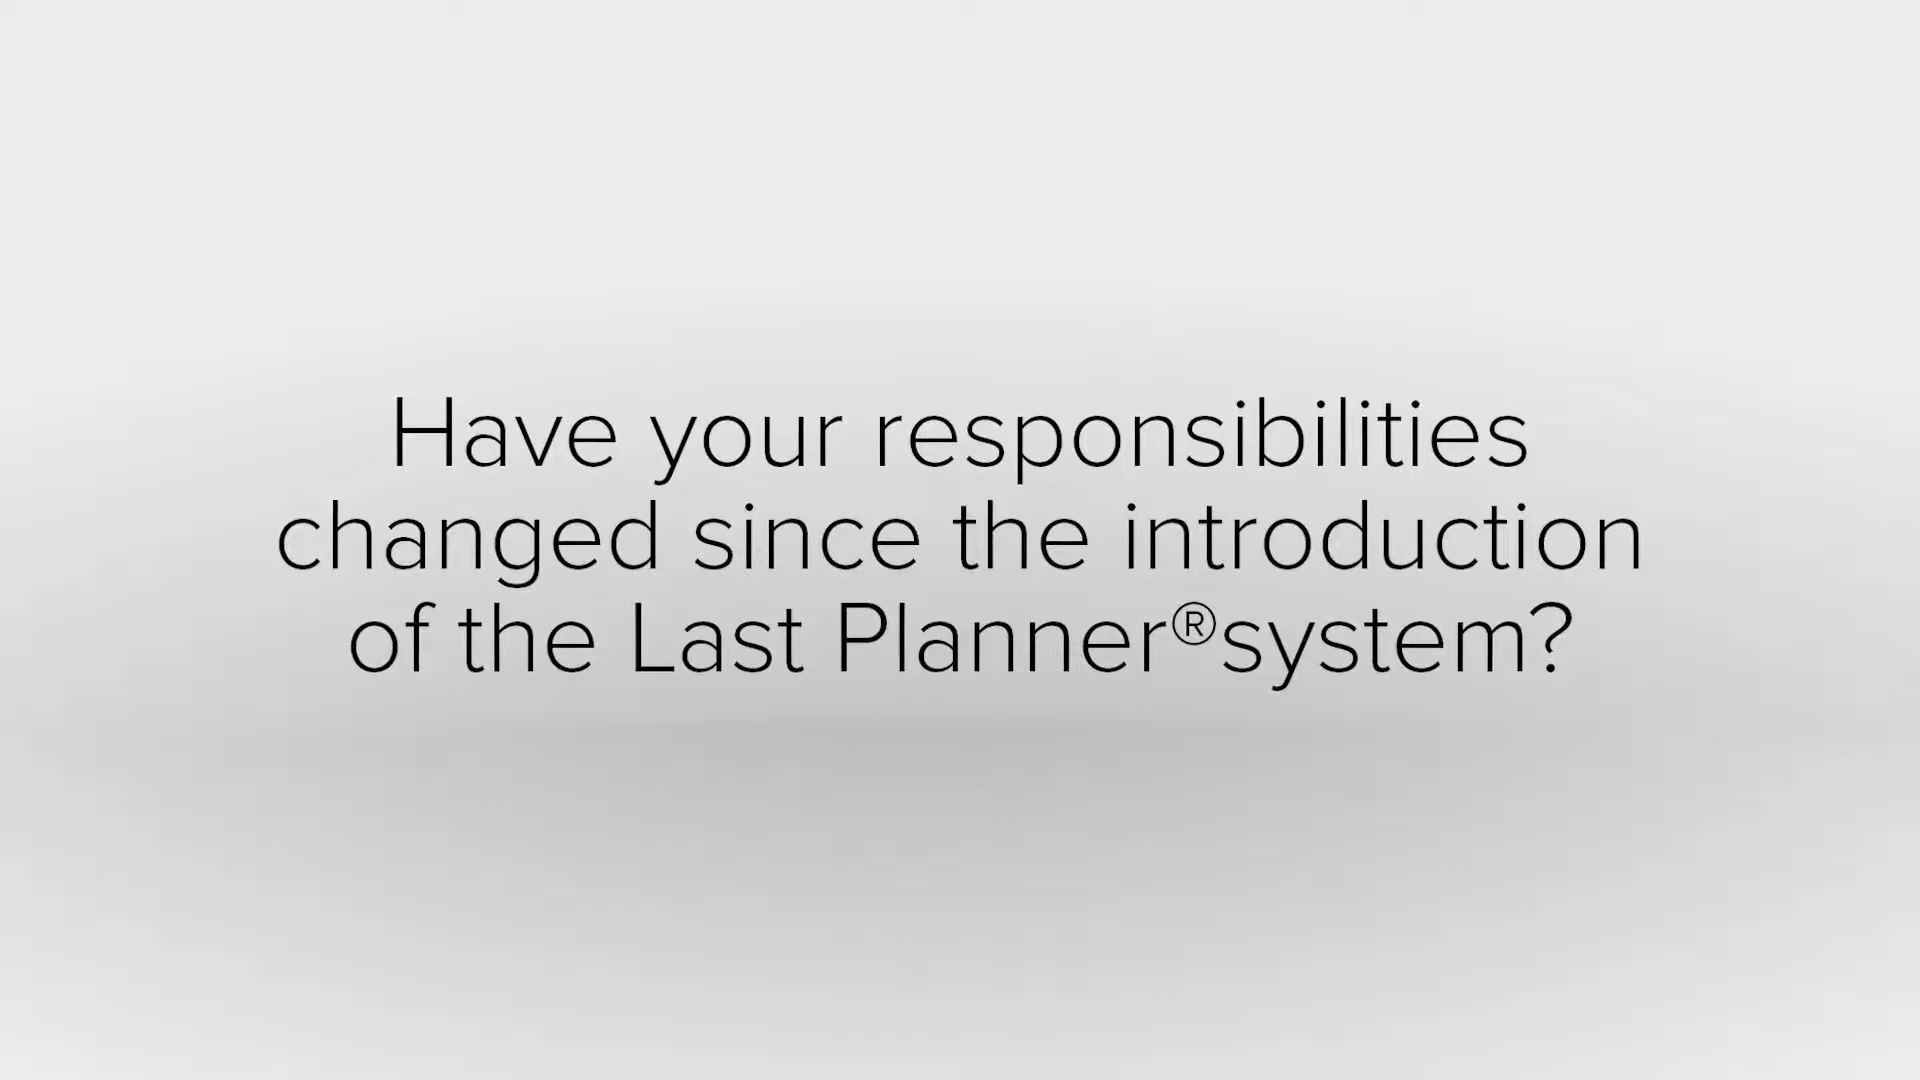 Have your responsibilities
changed since the introduction
of the Last Planner®system?